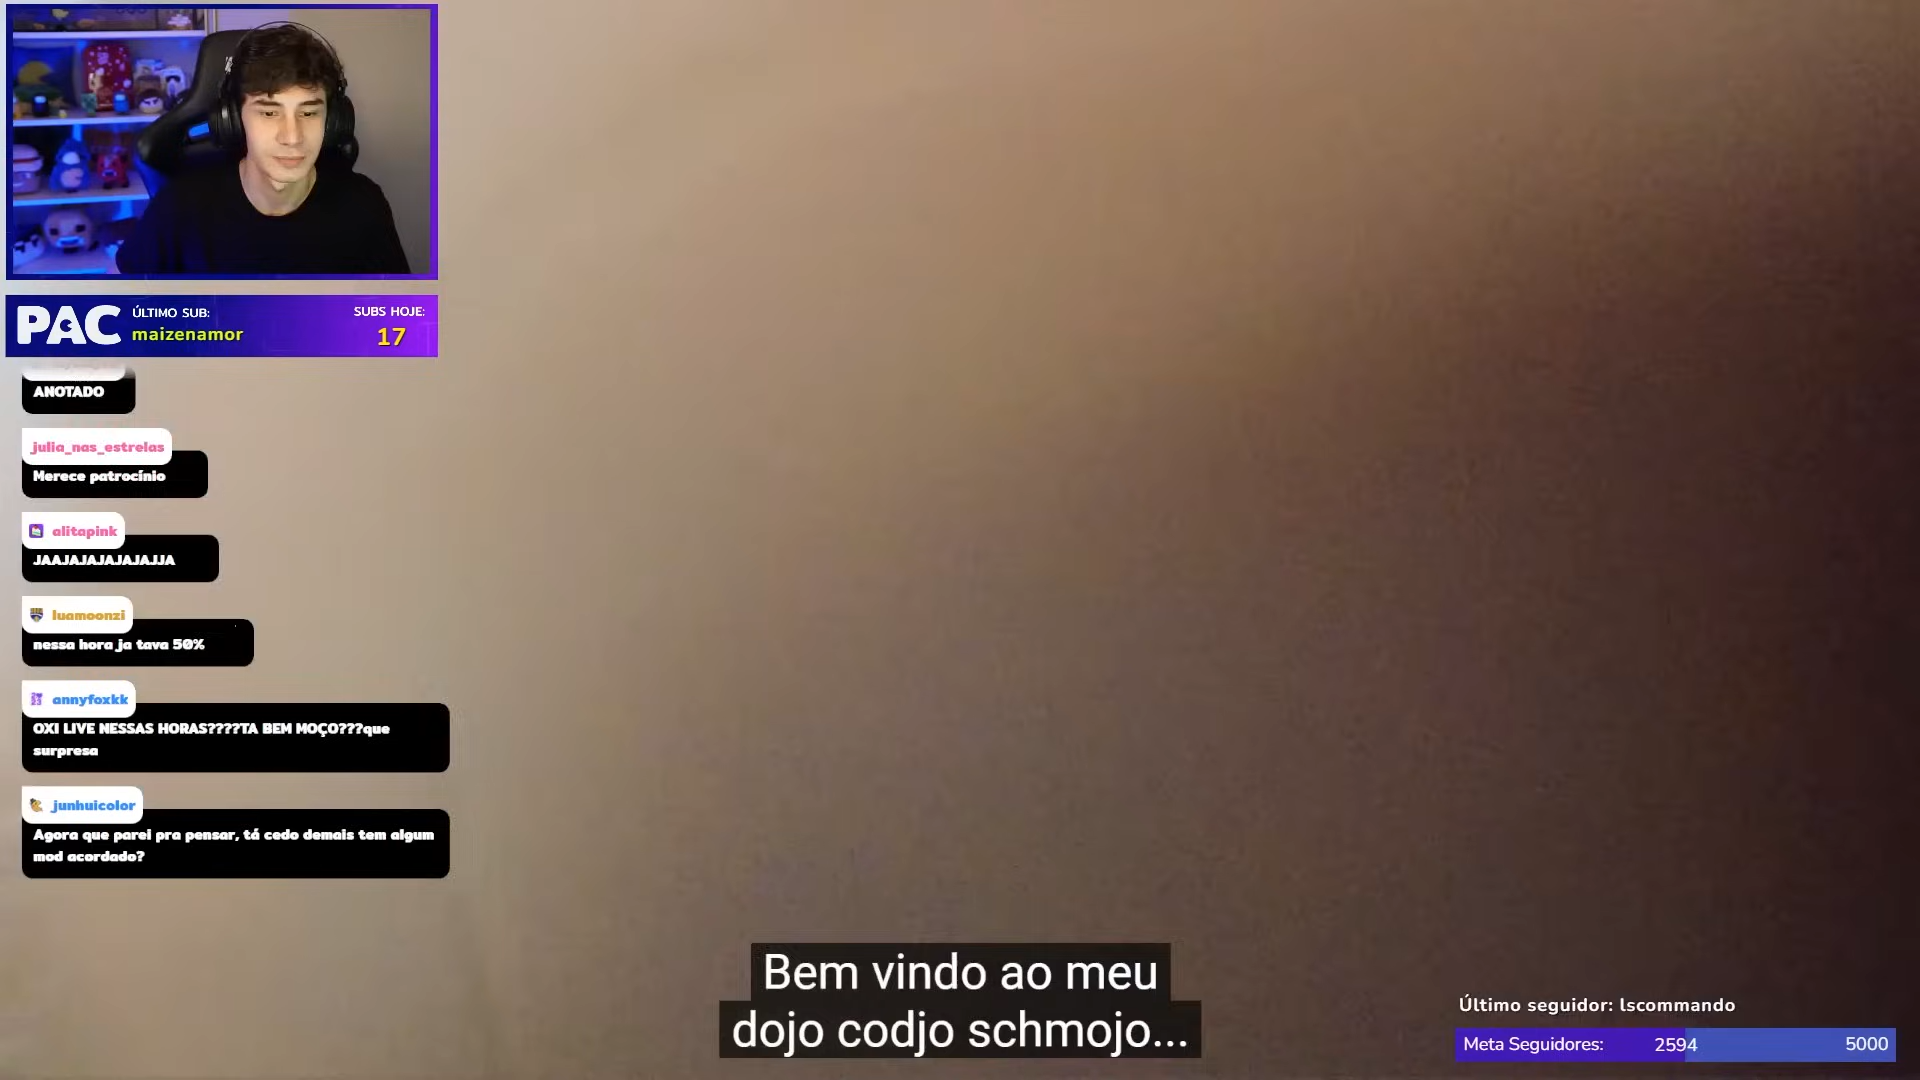 PAC
ÚLTIMO SUB:
maizenamor
SUBS HOJE:
17
ANOTADO
julia_nas_estrelas
Merece patrocínio
alitapink
JAAJAJAJAJAJAJJA
luamoonzi
nessa hora ja tava 50%
annyfoxkk
OXI LIVE NESSAS HORAS????TA BEM MOÇO???que
surpresa
junhuicolor
Agora que parei pra pensar, tá cedo demais tem algum
mod acordado?
Bem vindo ao meu
dojo codjo schmojo...
Último seguidor: lscommando
Meta Seguidores: 2594 5000